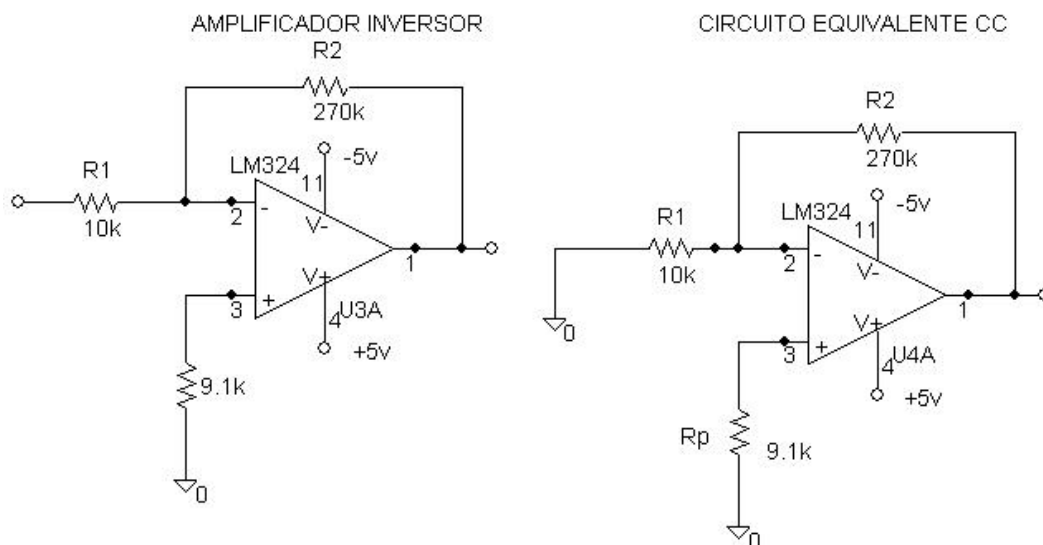 AMPLIFICADOR INVERSOR
R2
270k
-5v
LM324
11
R1
10k
2
-
V-
1
V+
3
+
4
U3A
+5v
9.1k
0
CIRCUITO EQUIVALENTE CC
R2
270k
-5v
LM324
11
R1
10k
2
-
V-
1
0
V+
3
+
4
U4A
+5v
Rp
9.1k
0